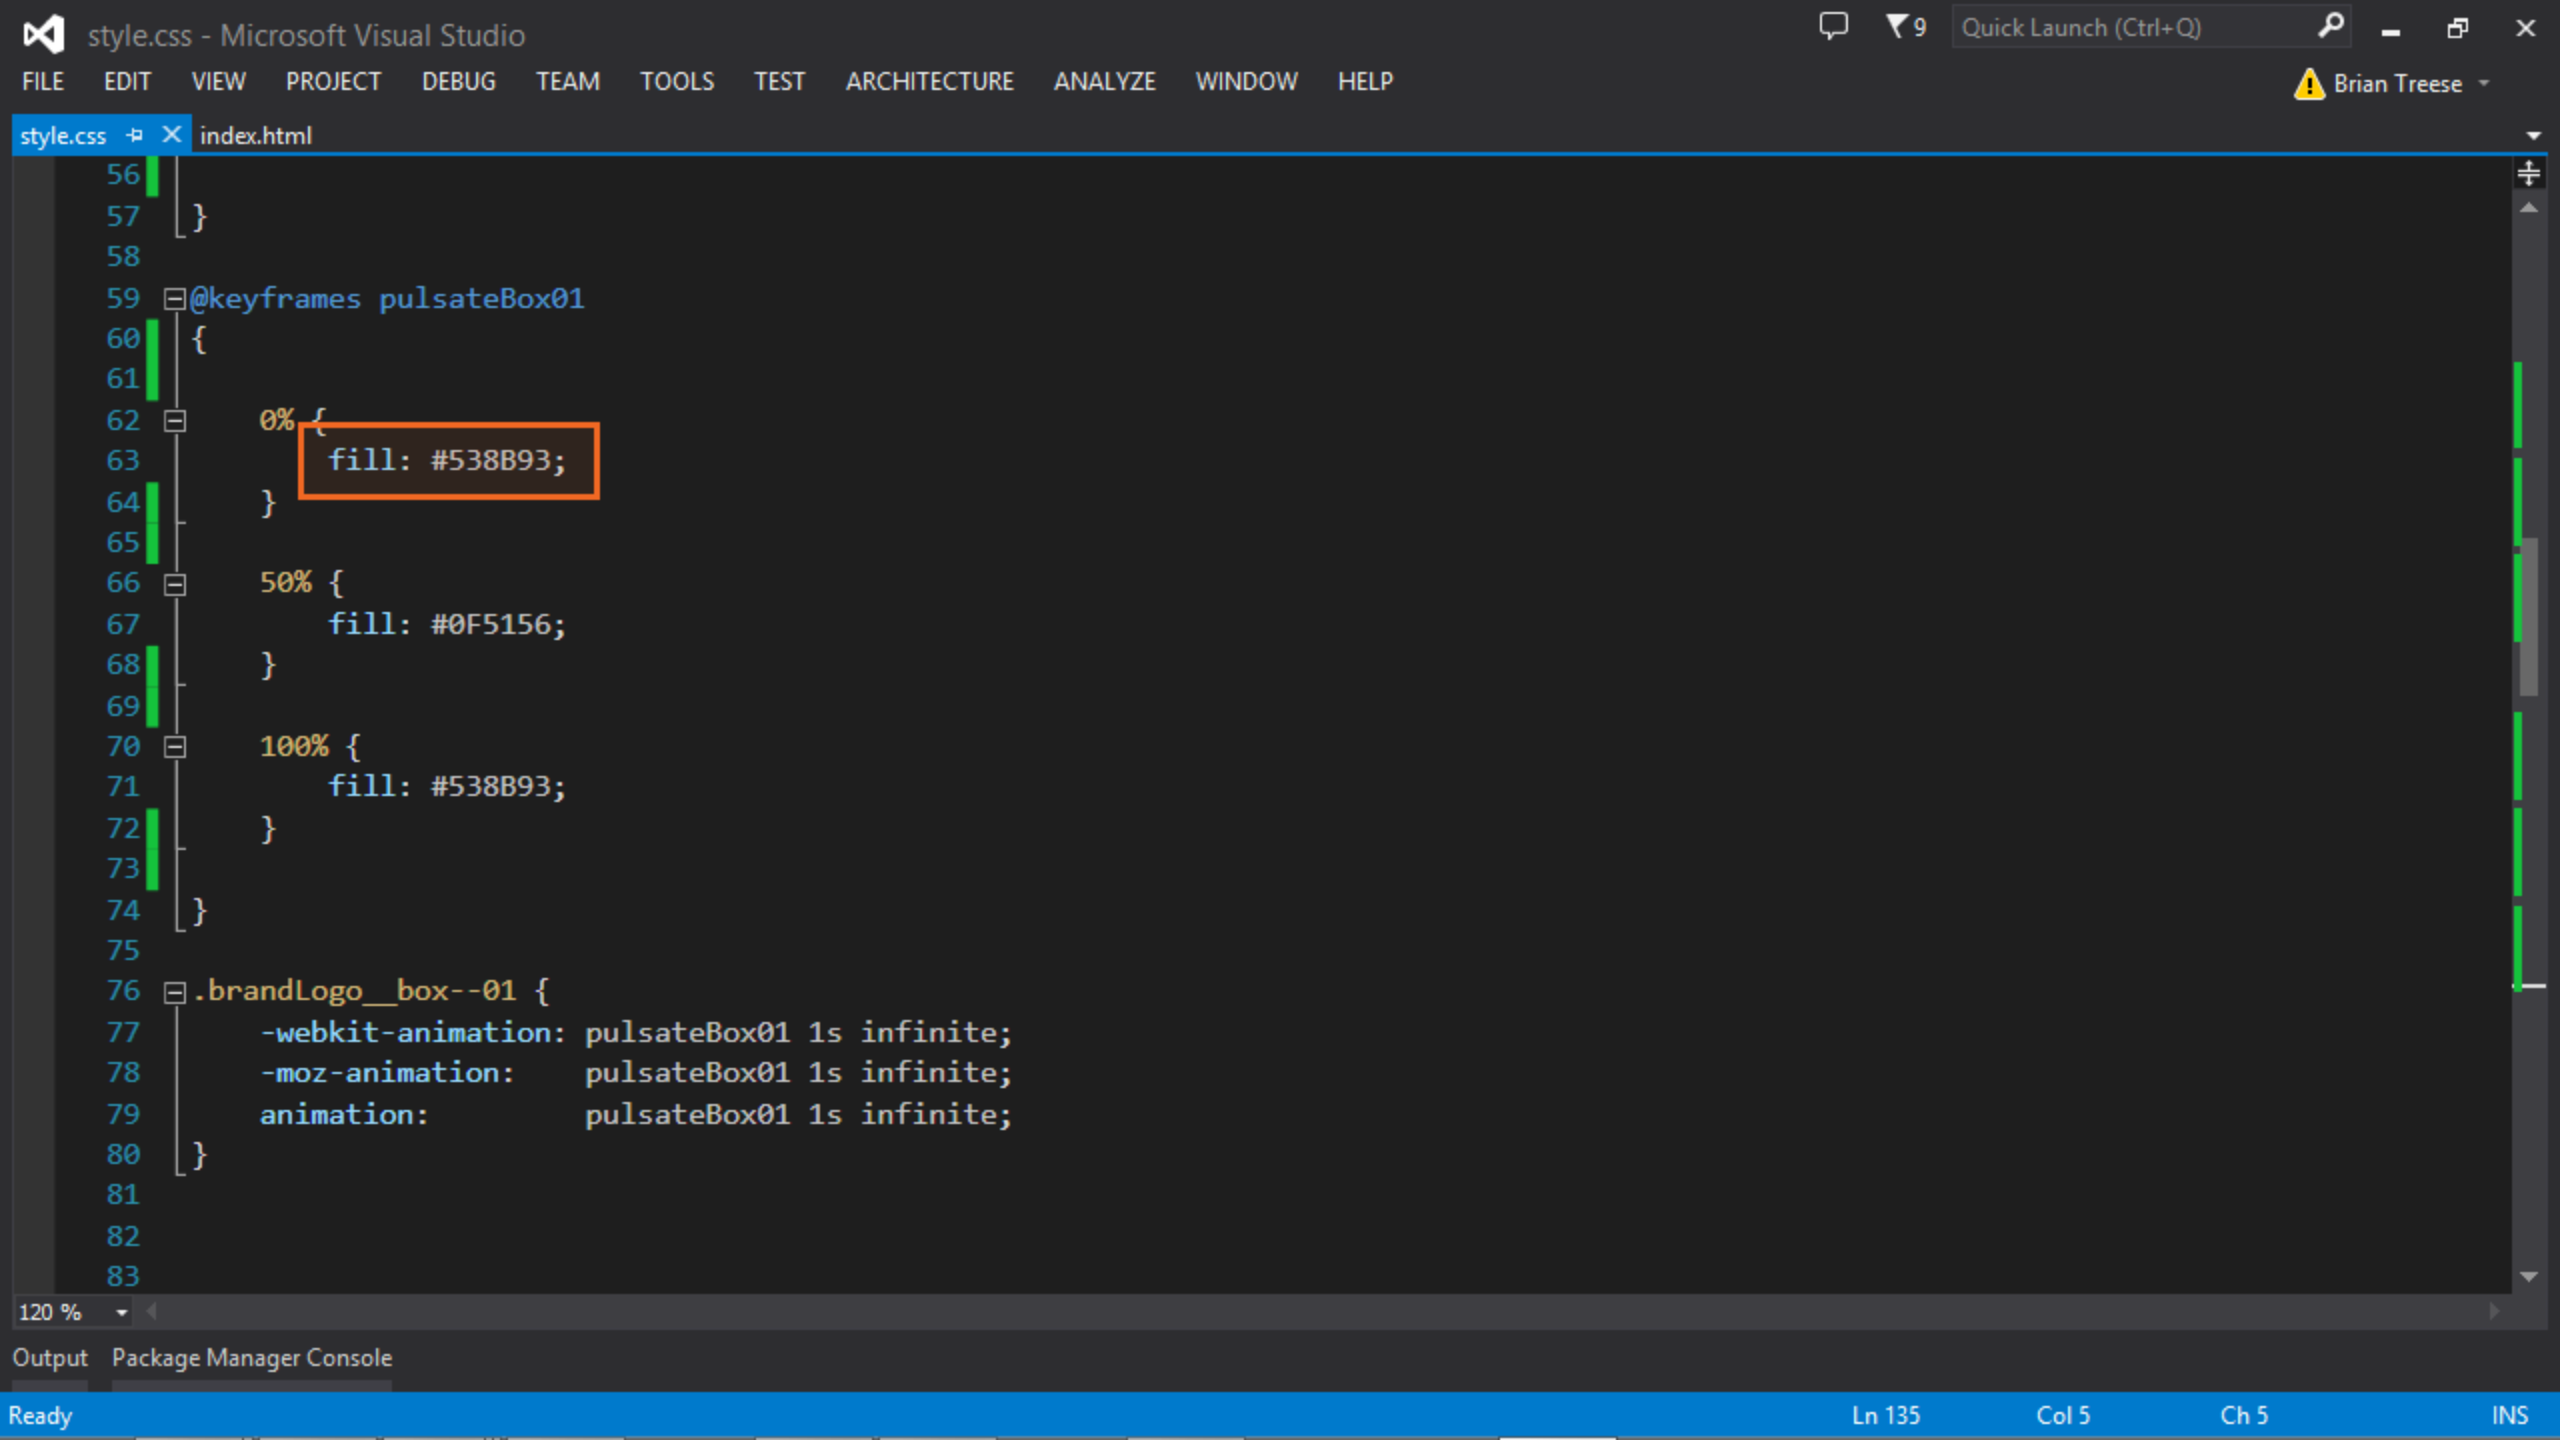 style.css - Microsoft Visual Studio
9
Quick Launch (Ctrl+Q)
FILE EDIT VIEW PROJECT DEBUG TEAM TOOLS TEST ARCHITECTURE ANALYZE WINDOW HELP
Brian Treese
style.css index.html
56
57 }
58
59 @keyframes pulsateBox01
60 {
61
62 0% {
63 fill: #538B93;
64 }
65
66 50% {
67 fill: #0F5156;
68 }
69
70 100% {
71 fill: #538B93;
72 }
73
74 }
75
76 .brandLogo__box--01 {
77 -webkit-animation: pulsateBox01 1s infinite;
78 -moz-animation: pulsateBox01 1s infinite;
79 animation: pulsateBox01 1s infinite;
80 }
81
82
83
120 %
Output Package Manager Console
Ready Ln 135 Col 5 Ch 5 INS